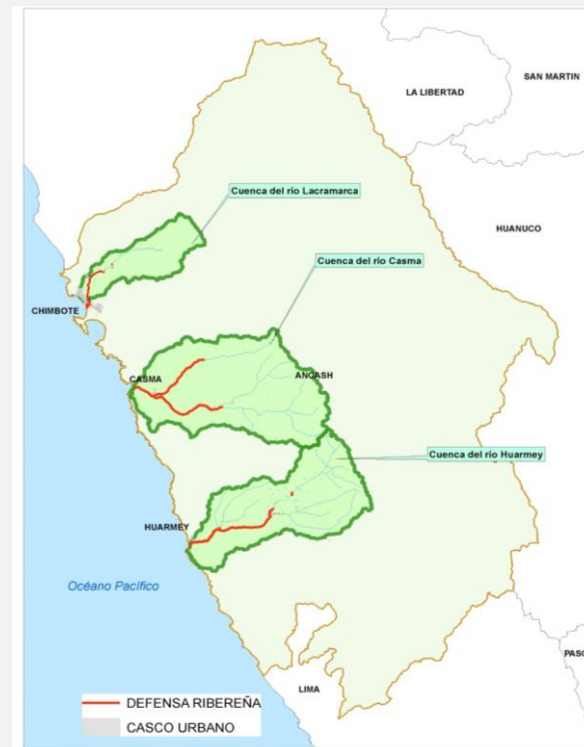 SAN MARTIN
LA LIBERTAD
Cuenca del río Lacramarca
HUANUCO
Cuenca del río Casma
CHIMBOTE
CASMA
ANCASH
Cuenca del río Huarmey
HUARMEY
Océano Pacífico
PASC
LIMA
DEFENSA RIBEREÑA
CASCO URBANO